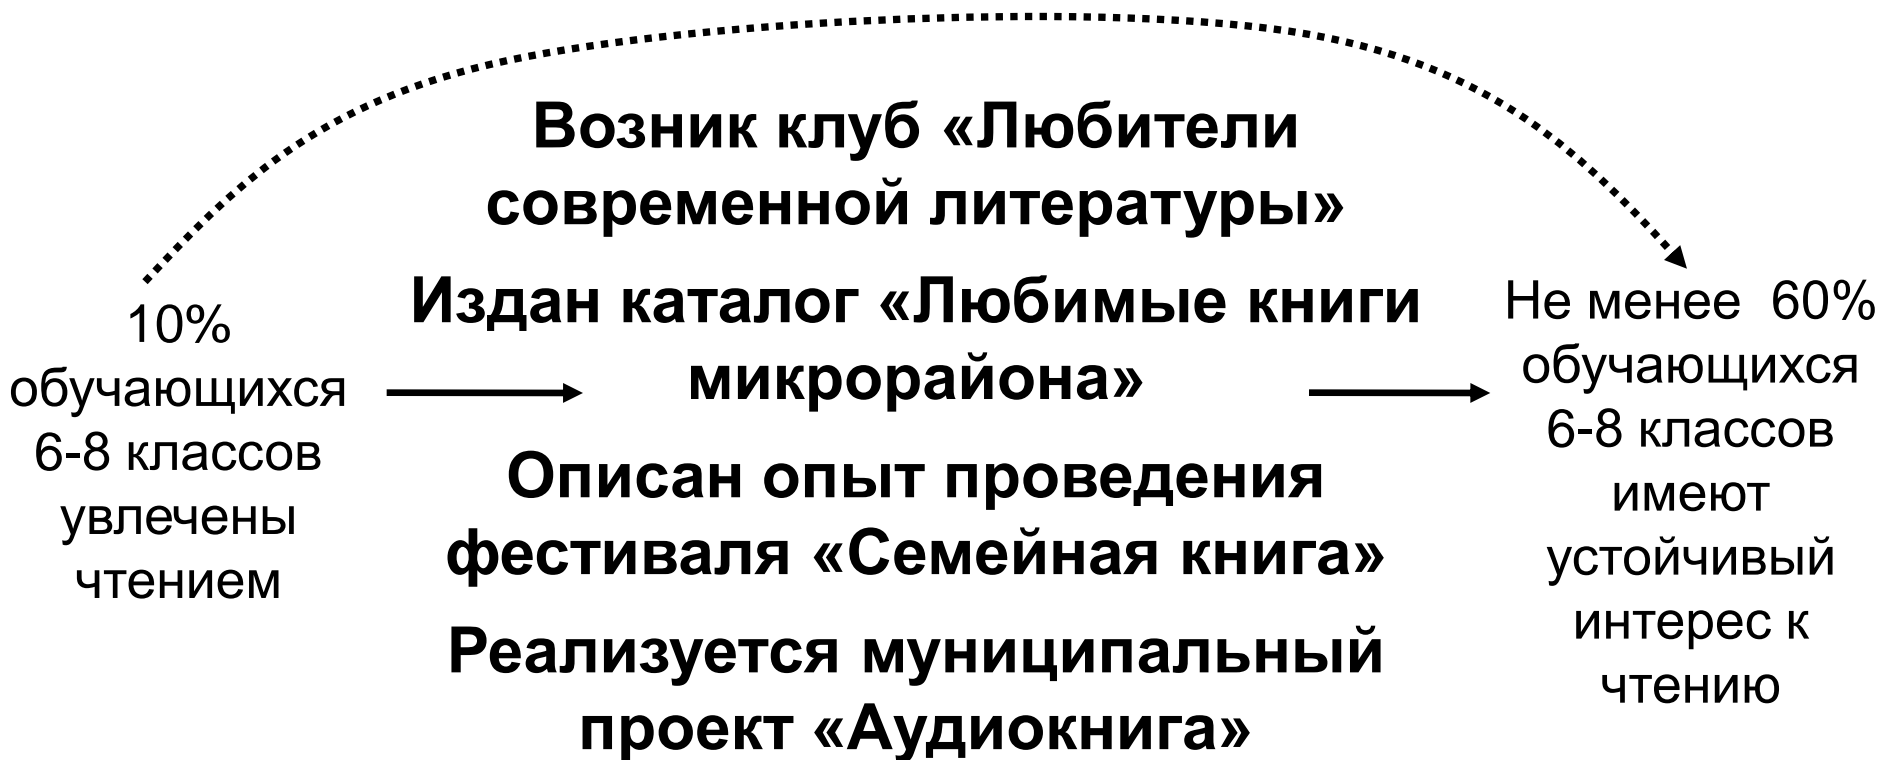 Возник клуб «Любители
современной литературы»
Издан каталог «Любимые книги
микрорайона»
Описан опыт проведения
фестиваля «Семейная книга»
Реализуется муниципальный
проект «Аудиокнига»
10%
обучающихся
6-8 классов
увлечены
чтением
Не менее 60%
обучающихся
6-8 классов
имеют
устойчивый
интерес к
чтению